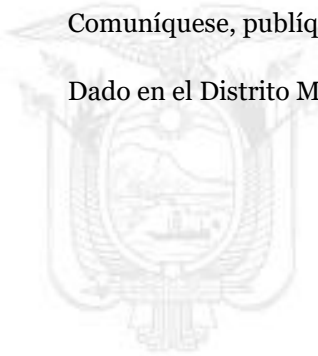 Comuníquese, publíq
Dado en el Distrito M